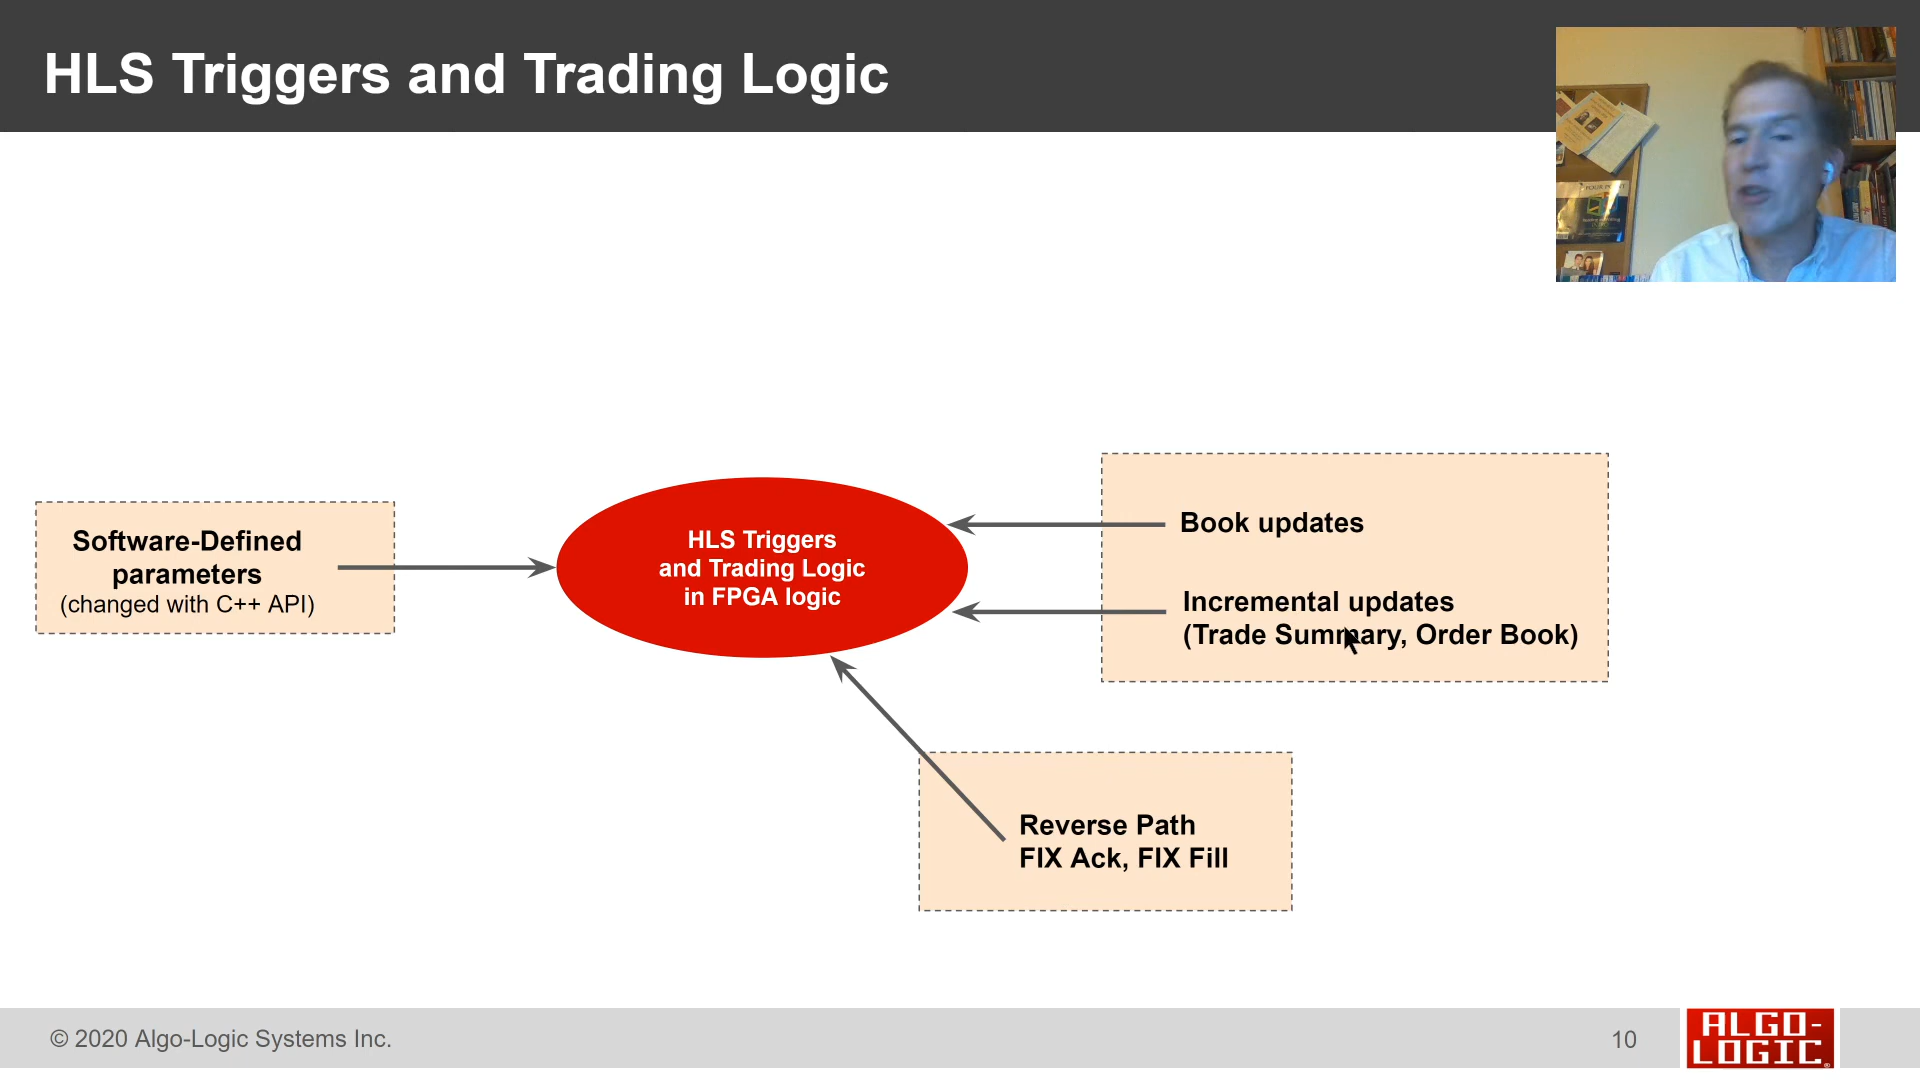 HLS Triggers and Trading Logic
Software-Defined
parameters
(changed with C++ API)
HLS Triggers
and Trading Logic
in FPGA logic
Book updates
Incremental updates
(Trade Summary, Order Book)
Reverse Path
FIX Ack, FIX Fill
© 2020 Algo-Logic Systems Inc.
10
ALGO-
LOGIC®